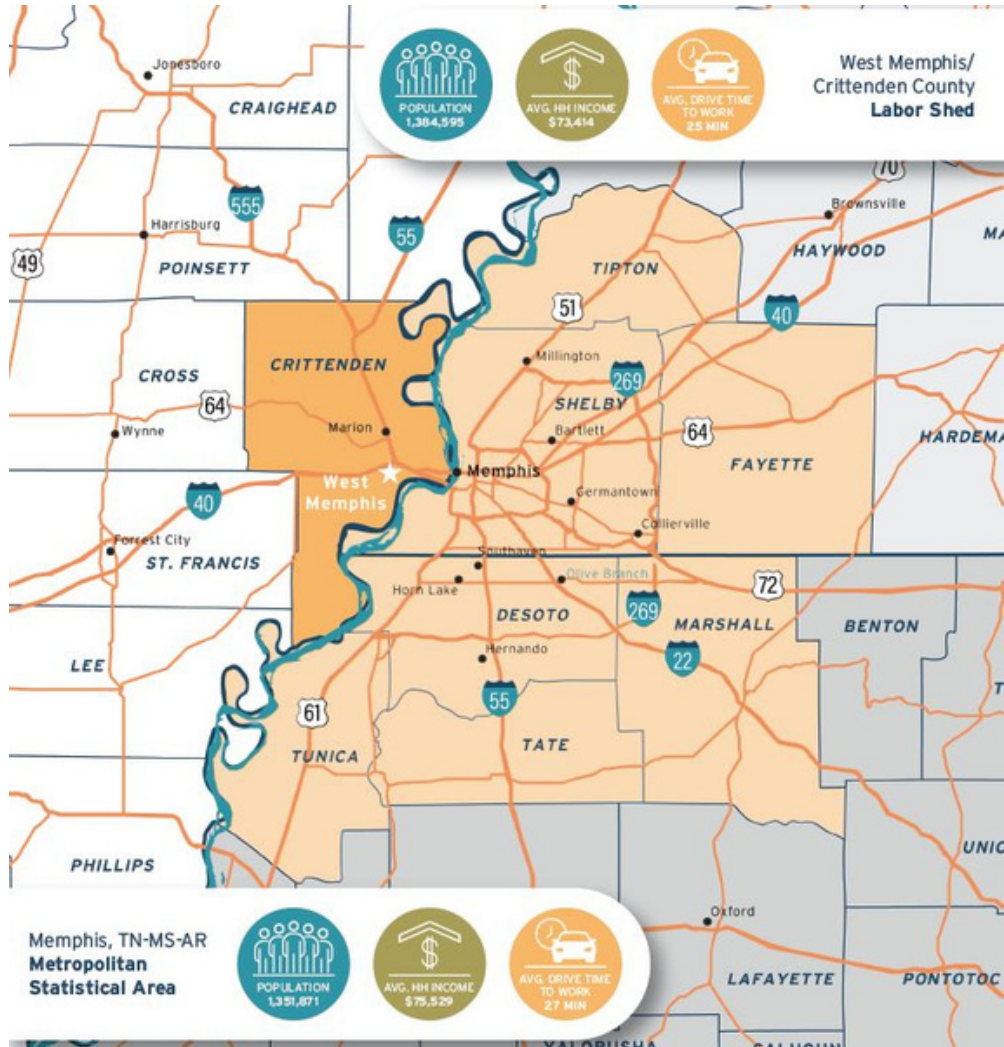 POPULATION
1,384,595
AVG. HH INCOME
$73,414
AVG. DRIVE TIME
TO WORK
25 MIN
West Memphis/
Crittenden County
Labor Shed
Jonesboro
CRAIGHEAD
555
55
70
Brownsville
HAYWOOD
MA
Harrisburg
49
POINSETT
TIPTON
51
40
CRITTENDEN
Millington
269
CROSS
SHELBY
64
Wynne
Marion
Bartlett
64
HARDEMA
FAYETTE
West
Memphis
Memphis
40
Germantown
Collierville
Forrest City
ST. FRANCIS
Southaven
Horn Lake
Olive Branch
72
DESOTO
269
MARSHALL
BENTON
LEE
Hernando
22
T
55
61
TUNICA
TATE
PHILLIPS
UNIO
Oxford
LAFAYETTE
PONTOTOC
Memphis, TN-MS-AR
Metropolitan
Statistical Area
POPULATION
1,351,871
AVG. HH INCOME
$75,529
AVG. DRIVE TIME
TO WORK
27 MIN
YALOBUSHA
CALHOUN